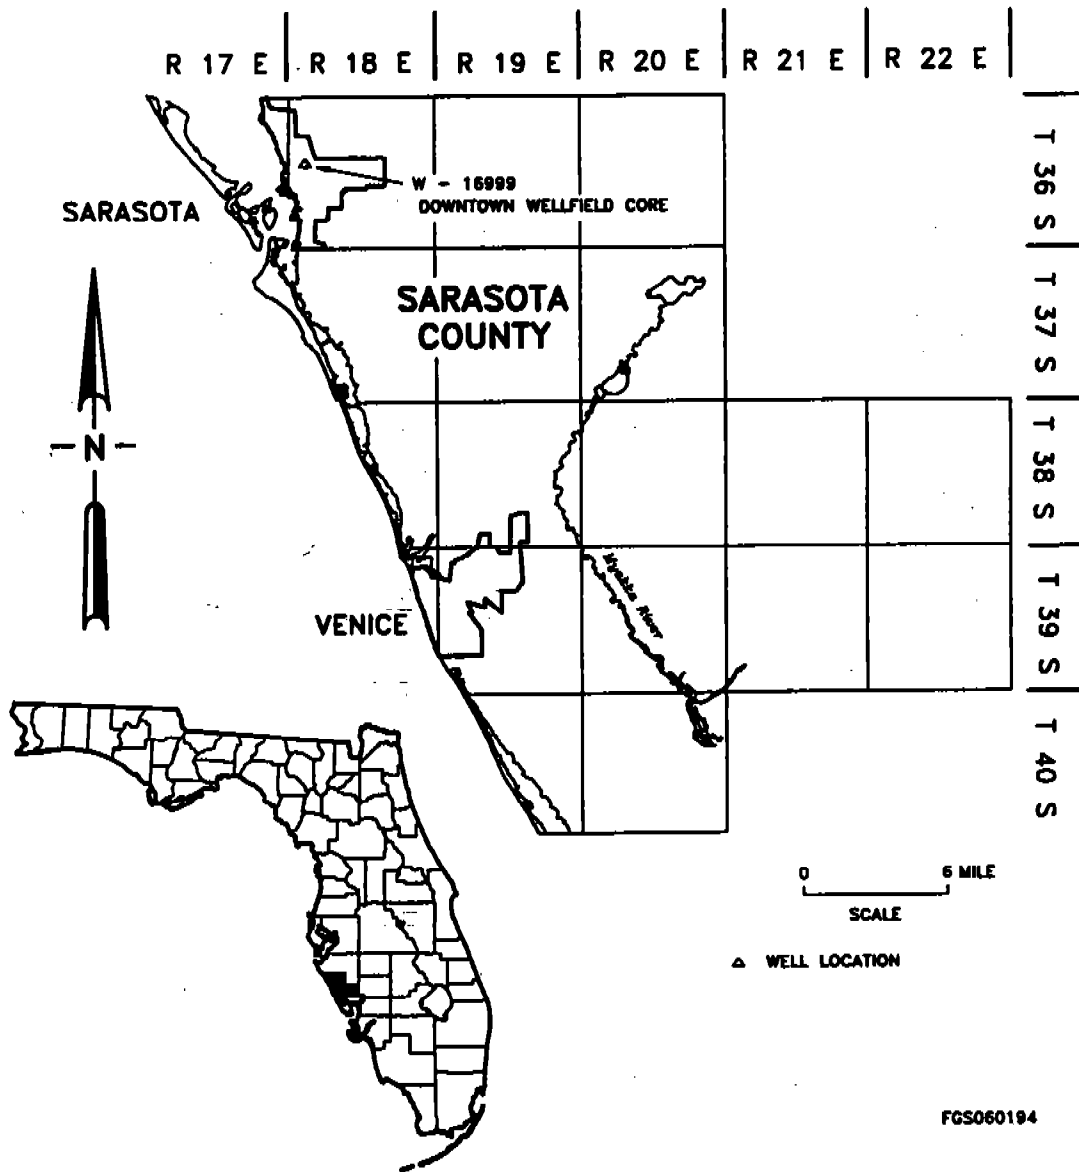 R 17 E R 18 E R 19 E R 20 E R 21 E R 22 E
T 36 S
W - 16999
DOWNTOWN WELLFIELD CORE
SARASOTA
SARASOTA
COUNTY
T 37 S
N
T 38 S
Myakka River
VENICE
T 39 S
T 40 S
0 6 MILE
SCALE
△ WELL LOCATION
FGS060194